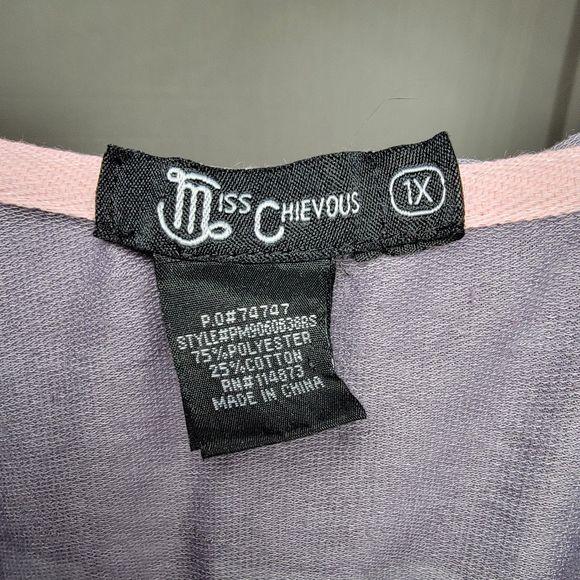 Miss Chievous 1X
P.O#74747
STYLE#PM9060B38RS
75%POLYESTER
25%COTTON
RN#114873
MADE IN CHINA